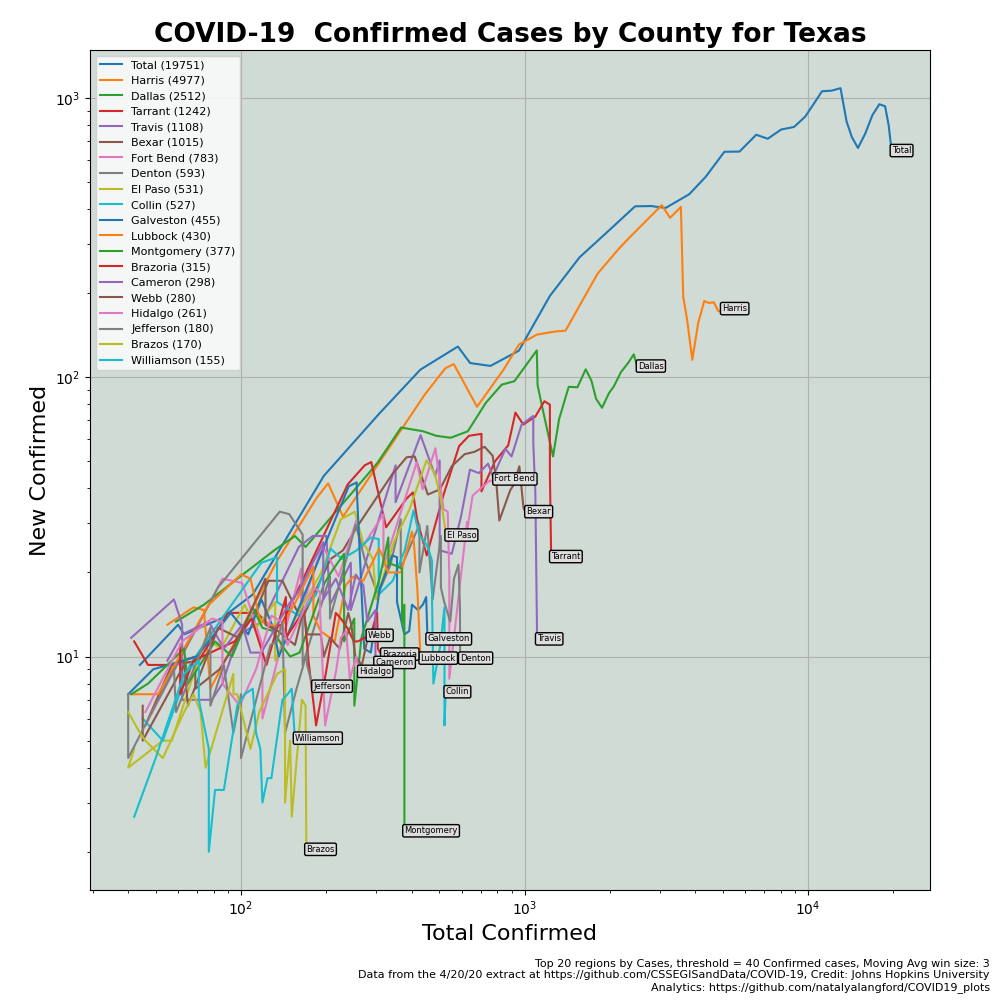 COVID-19  Confirmed Cases by County for Texas
Total (19751)
Harris (4977)
Dallas (2512)
Tarrant (1242)
Travis (1108)
Bexar (1015)
Fort Bend (783)
Denton (593)
El Paso (531)
Collin (527)
Galveston (455)
Lubbock (430)
Montgomery (377)
Brazoria (315)
Cameron (298)
Webb (280)
Hidalgo (261)
Jefferson (180)
Brazos (170)
Williamson (155)
New Confirmed
10³
10²
10¹
Total
Harris
Dallas
Fort Bend
Bexar
El Paso
Tarrant
Webb
Galveston
Travis
Brazoria
Cameron
Lubbock
Denton
Hidalgo
Jefferson
Collin
Williamson
Montgomery
Brazos
10²
10³
10⁴
Total Confirmed
Top 20 regions by Cases, threshold = 40 Confirmed cases, Moving Avg win size: 3
Data from the 4/20/20 extract at https://github.com/CSSEGISandData/COVID-19, Credit: Johns Hopkins University
Analytics: https://github.com/natalyalangford/COVID19_plots